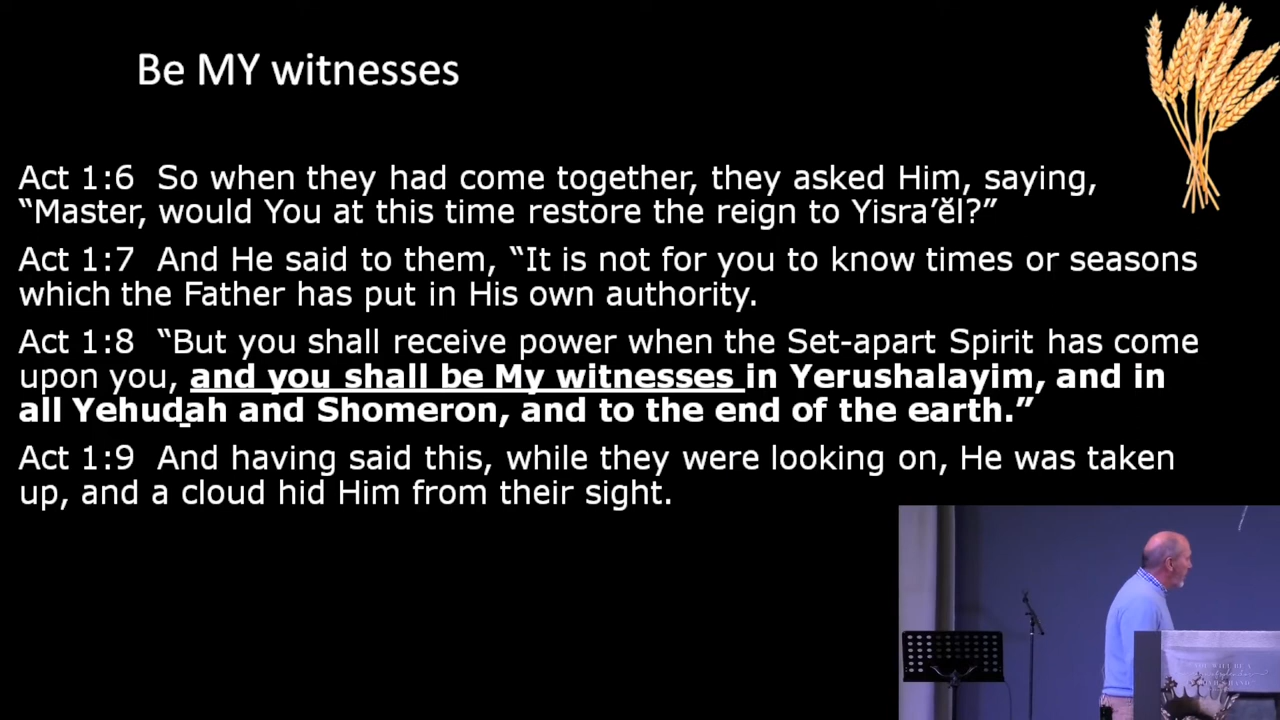 Be MY witnesses
Act 1:6  So when they had come together, they asked Him, saying,
“Master, would You at this time restore the reign to Yisra’ĕl?”
Act 1:7  And He said to them, “It is not for you to know times or seasons
which the Father has put in His own authority.
Act 1:8  “But you shall receive power when the Set-apart Spirit has come
upon you, and you shall be My witnesses in Yerushalayim, and in
all Yehuḏah and Shomeron, and to the end of the earth.”
Act 1:9  And having said this, while they were looking on, He was taken
up, and a cloud hid Him from their sight.
YOU WILL BE A